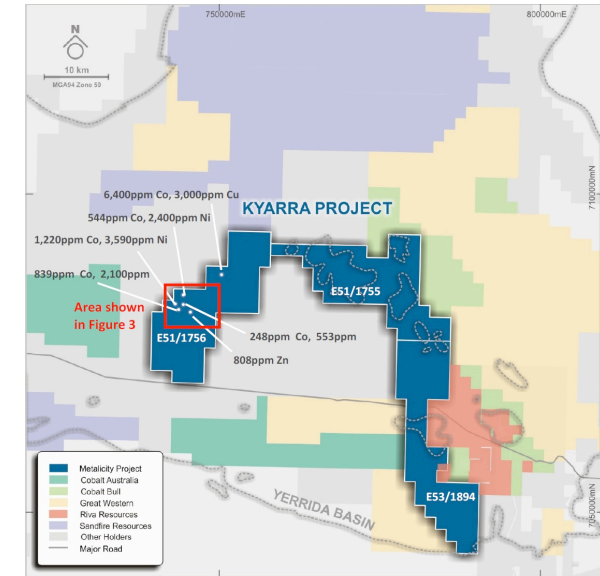 750000mE
800000mE
N
10 km
MGA94 Zone 50
7100000mN
6,400ppm Co, 3,000ppm Cu
KYARRA PROJECT
544ppm Co, 2,400ppm Ni
1,220ppm Co, 3,590ppm Ni
839ppm Co, 2,100ppm
E51/1755
Area shown
in Figure 3
E51/1756
248ppm Co, 553ppm
808ppm Zn
Metalicity Project
Cobalt Australia
Cobalt Bull
Great Western
Riva Resources
Sandfire Resources
Other Holders
Major Road
YERRIDA BASIN
E53/1894
7050000mN